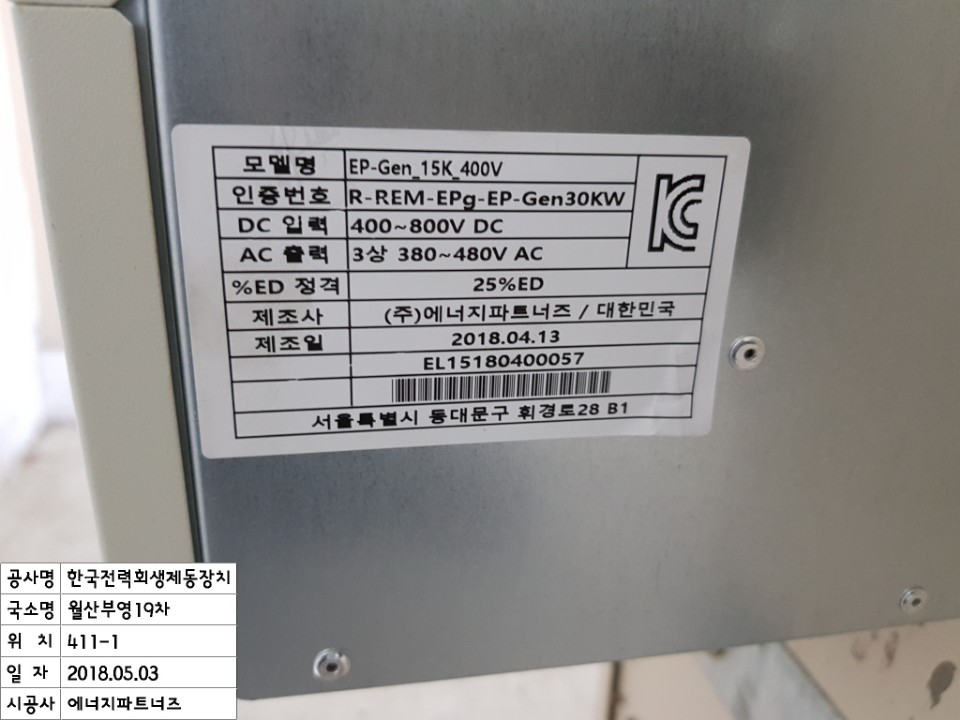 모델명 EP-Gen_15K_400V
인증번호 R-REM-EPg-EP-Gen30KW
DC 입력 400~800V DC
AC 출력 3상 380~480V AC
%ED 정격 25%ED
제조사 (주)에너지파트너즈 / 대한민국
제조일 2018.04.13
EL15180400057
서울특별시 동대문구 휘경로28 B1
공사명 한국전력회생제동장치
국소명 월산부영19차
위 치 411-1
일 자 2018.05.03
시공사 에너지파트너즈